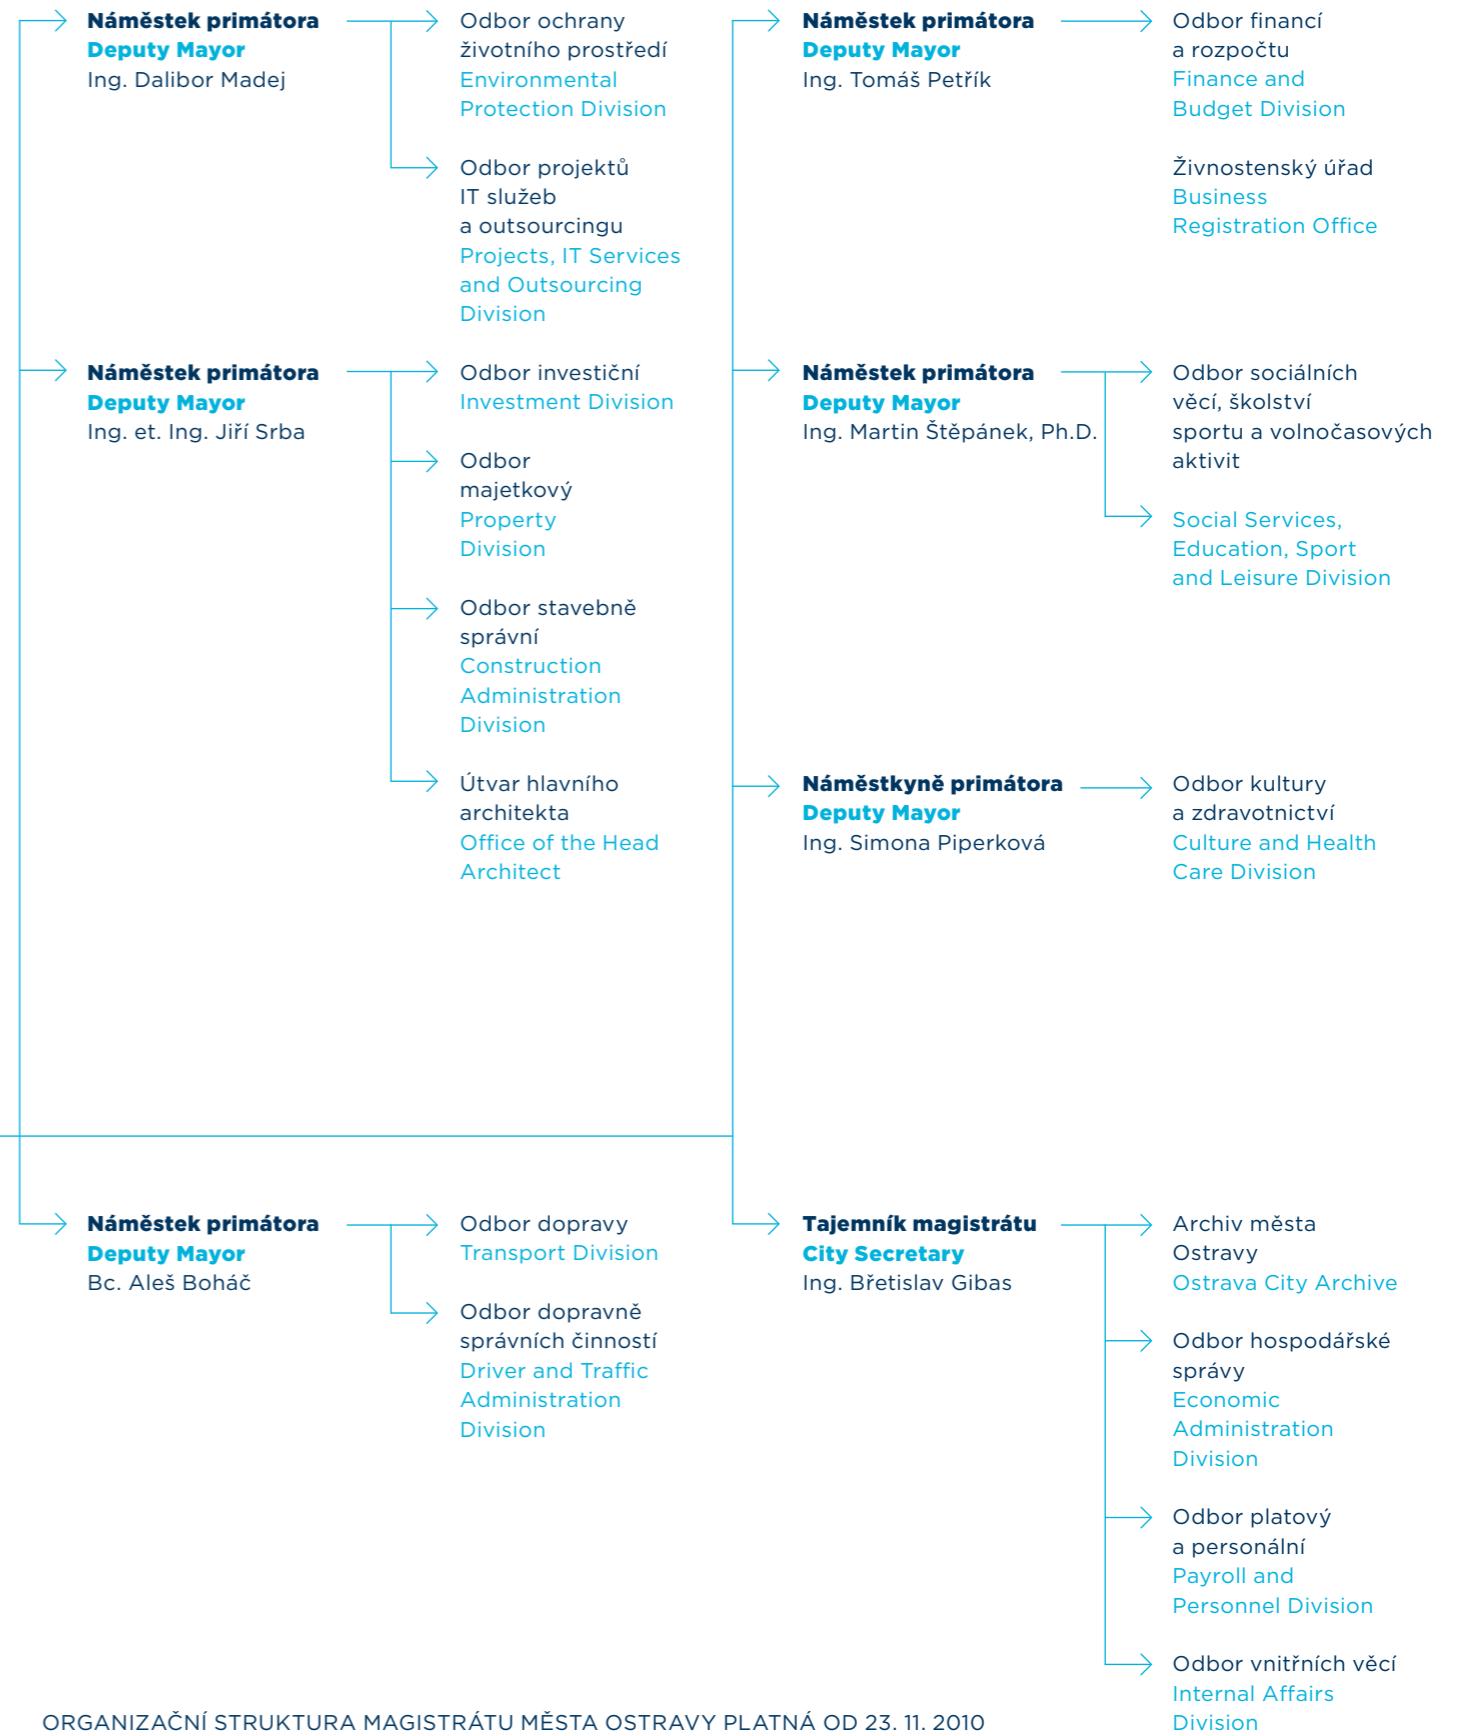 Náměstek primátora
Deputy Mayor
Ing. Dalibor Madej
Odbor ochrany
životního prostředí
Environmental
Protection Division
Odbor projektů
IT služeb
a outsourcingu
Projects, IT Services
and Outsourcing
Division
Náměstek primátora
Deputy Mayor
Ing. et. Ing. Jiří Srba
Odbor investiční
Investment Division
Odbor
majetkový
Property
Division
Odbor stavebně
správní
Construction
Administration
Division
Útvar hlavního
architekta
Office of the Head
Architect
Náměstek primátora
Deputy Mayor
Bc. Aleš Boháč
Odbor dopravy
Transport Division
Odbor dopravně
správních činností
Driver and Traffic
Administration
Division
Náměstek primátora
Deputy Mayor
Ing. Tomáš Petřík
Odbor financí
a rozpočtu
Finance and
Budget Division
Živnostenský úřad
Business
Registration Office
Náměstek primátora
Deputy Mayor
Ing. Martin Štěpánek, Ph.D.
Odbor sociálních
věcí, školství
sportu a volnočasových
aktivit
Social Services,
Education, Sport
and Leisure Division
Náměstkyně primátora
Deputy Mayor
Ing. Simona Piperková
Odbor kultury
a zdravotnictví
Culture and Health
Care Division
Tajemník magistrátu
City Secretary
Ing. Břetislav Gibas
Archiv města
Ostravy
Ostrava City Archive
Odbor hospodářské
správy
Economic
Administration
Division
Odbor platový
a personální
Payroll and
Personnel Division
Odbor vnitřních věcí
Internal Affairs
Division
ORGANIZAČNÍ STRUKTURA MAGISTRÁTU MĚSTA OSTRAVY PLATNÁ OD 23. 11. 2010